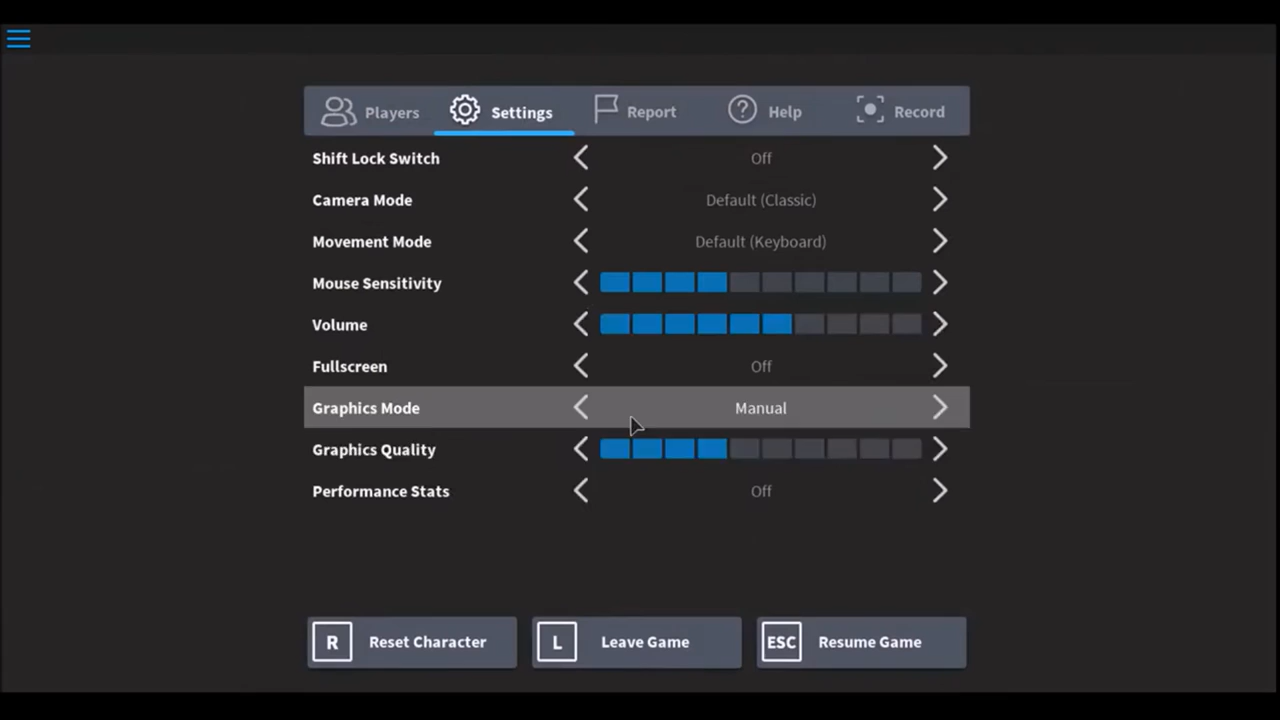 Players Settings Report Help Record
Shift Lock Switch Off
Camera Mode Default (Classic)
Movement Mode Default (Keyboard)
Mouse Sensitivity
Volume
Fullscreen Off
Graphics Mode Manual
Graphics Quality
Performance Stats Off
R Reset Character L Leave Game ESC Resume Game